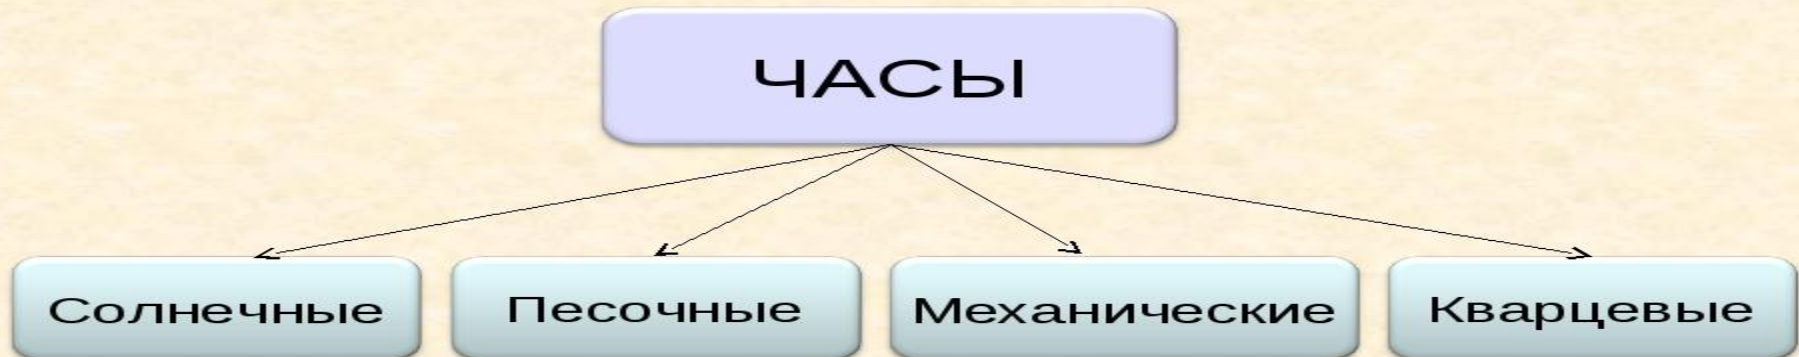 ЧАСЫ
Солнечные
Песочные
Механические
Кварцевые